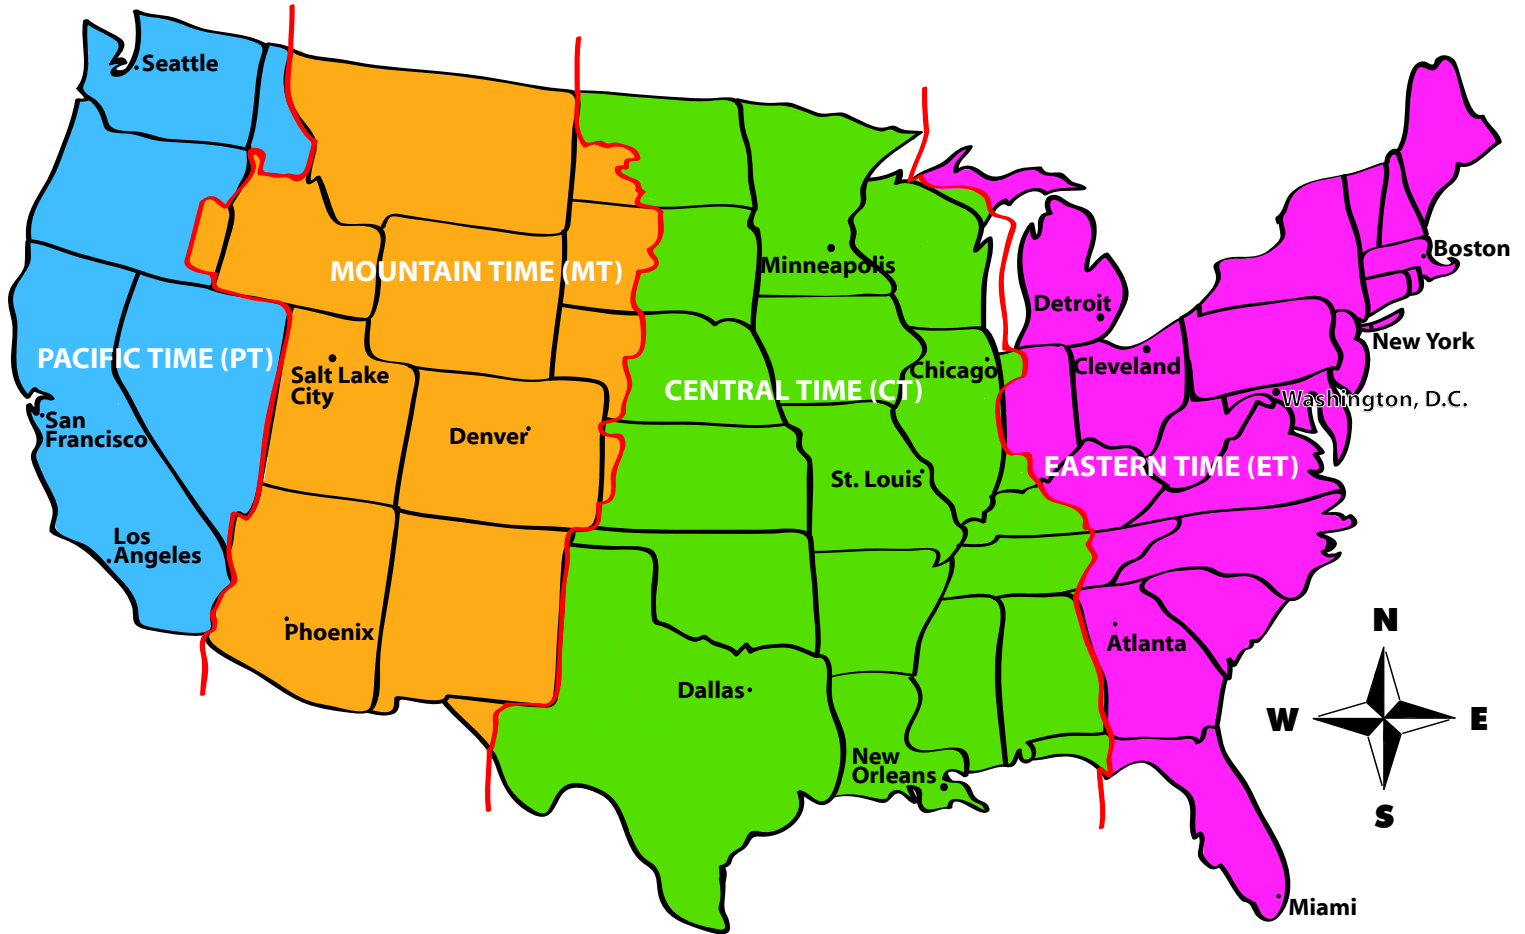 Seattle
Boston
Minneapolis
MOUNTAIN TIME (MT)
Detroit
New York
PACIFIC TIME (PT)
Salt Lake
City
Chicago
Cleveland
CENTRAL TIME (CT)
Washington, D.C.
San
Francisco
Denver
EASTERN TIME (ET)
St. Louis
Los
Angeles
Phoenix
Atlanta
N
Dallas
W
E
New
Orleans
S
Miami